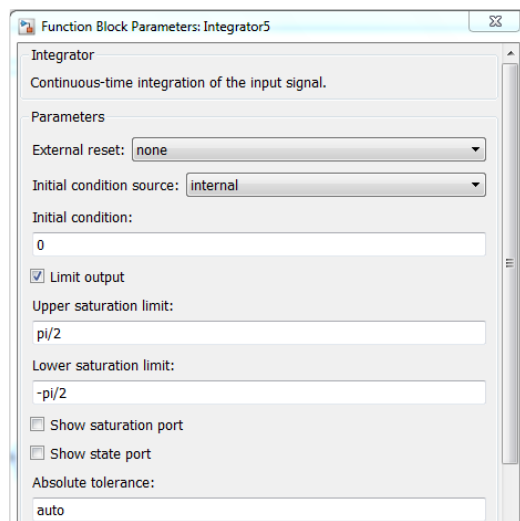 Function Block Parameters: Integrator5
Integrator
Continuous-time integration of the input signal.
Parameters
External reset: none
Initial condition source: internal
Initial condition:
0
Limit output
Upper saturation limit:
pi/2
Lower saturation limit:
-pi/2
Show saturation port
Show state port
Absolute tolerance:
auto